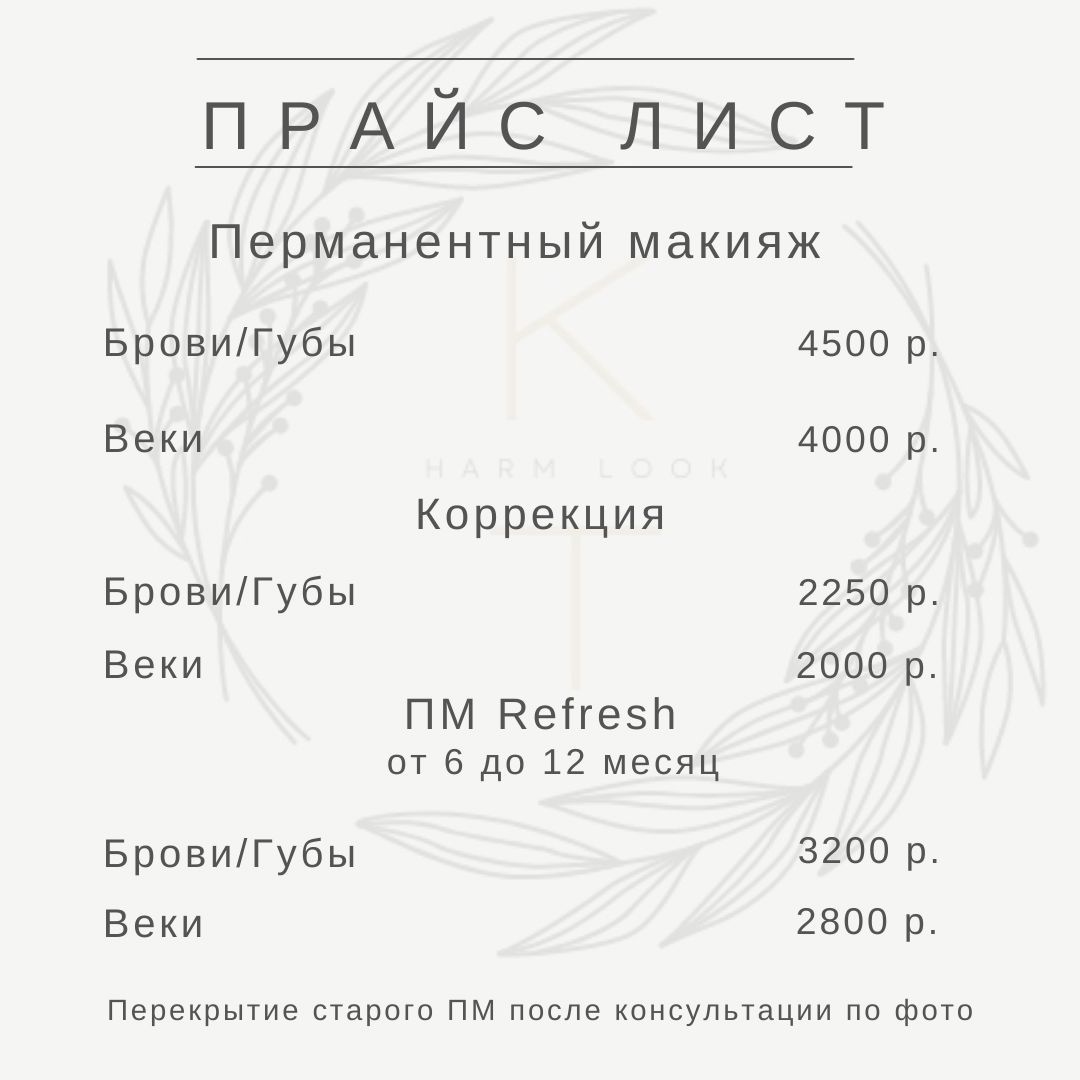 ПРАЙС ЛИСТ
Перманентный макияж
Брови/Губы 4500 р.
Веки 4000 р.
K
HARM LOOK
Коррекция
T
Брови/Губы 2250 р.
Веки 2000 р.
ПМ Refresh
от 6 до 12 месяц
Брови/Губы 3200 р.
Веки 2800 р.
Перекрытие старого ПМ после консультации по фото